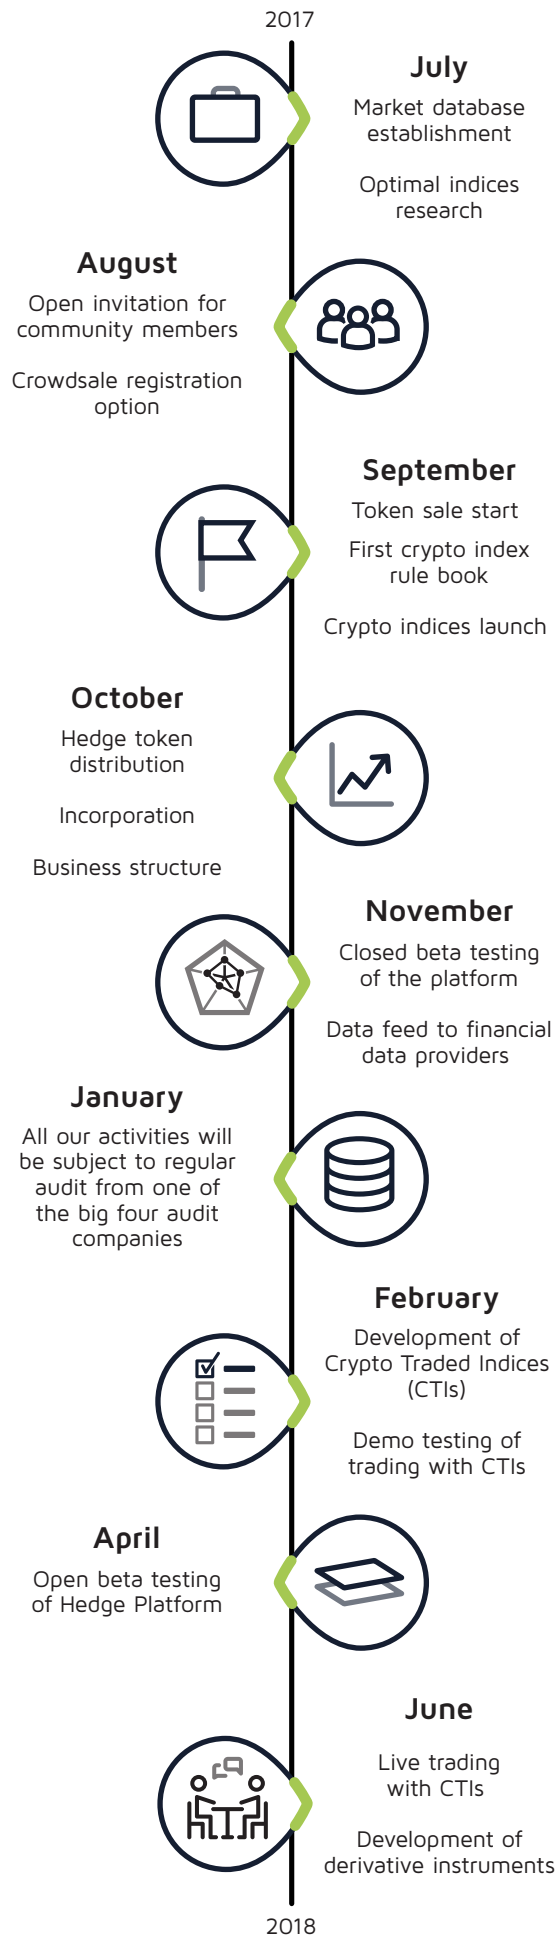 2017
July
Market database
establishment
Optimal indices
research
August
Open invitation for
community members
Crowdsale registration
option
September
Token sale start
First crypto index
rule book
Crypto indices launch
October
Hedge token
distribution
Incorporation
Business structure
November
Closed beta testing
of the platform
Data feed to financial
data providers
January
All our activities will
be subject to regular
audit from one of
the big four audit
companies
February
Development of
Crypto Traded Indices
(CTIs)
Demo testing of
trading with CTIs
April
Open beta testing
of Hedge Platform
June
Live trading
with CTIs
Development of
derivative instruments
2018